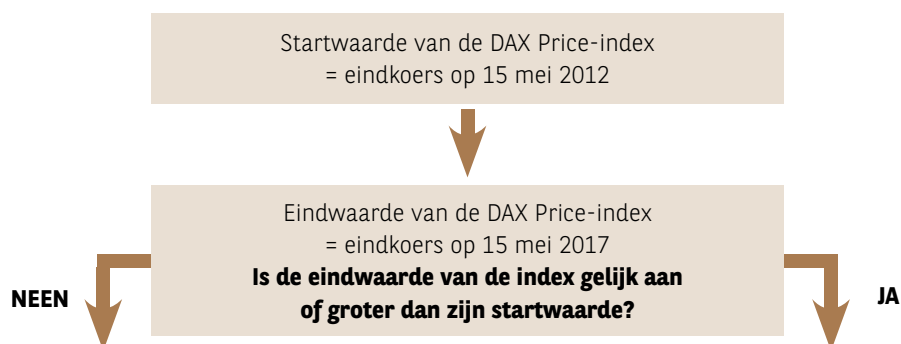 Startwaarde van de DAX Price-index
= eindkoers op 15 mei 2012
Eindwaarde van de DAX Price-index
= eindkoers op 15 mei 2017
Is de eindwaarde van de index gelijk aan
of groter dan zijn startwaarde?
NEEN
JA